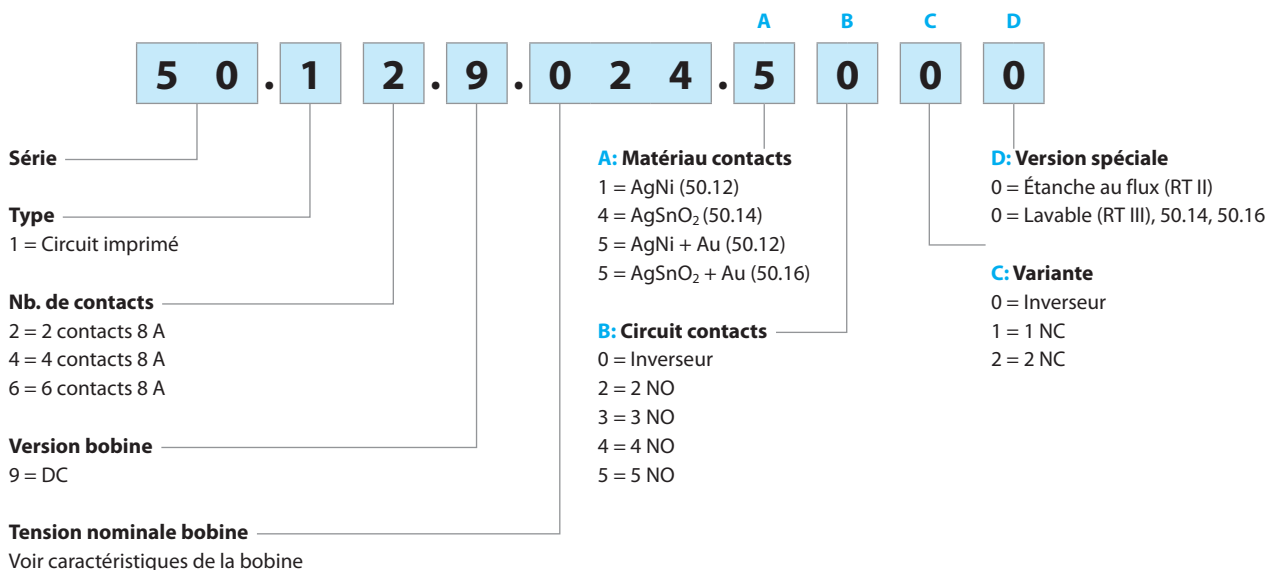 A B C D
5 0 . 1 2 . 9 . 0 2 4 . 5 0 0 0
Série
Type
1 = Circuit imprimé
Nb. de contacts
2 = 2 contacts 8 A
4 = 4 contacts 8 A
6 = 6 contacts 8 A
Version bobine
9 = DC
Tension nominale bobine
Voir caractéristiques de la bobine
A: Matériau contacts
1 = AgNi (50.12)
4 = AgSnO₂ (50.14)
5 = AgNi + Au (50.12)
5 = AgSnO₂ + Au (50.16)
B: Circuit contacts
0 = Inverseur
2 = 2 NO
3 = 3 NO
4 = 4 NO
5 = 5 NO
D: Version spéciale
0 = Étanche au flux (RT II)
0 = Lavable (RT III), 50.14, 50.16
C: Variante
0 = Inverseur
1 = 1 NC
2 = 2 NC